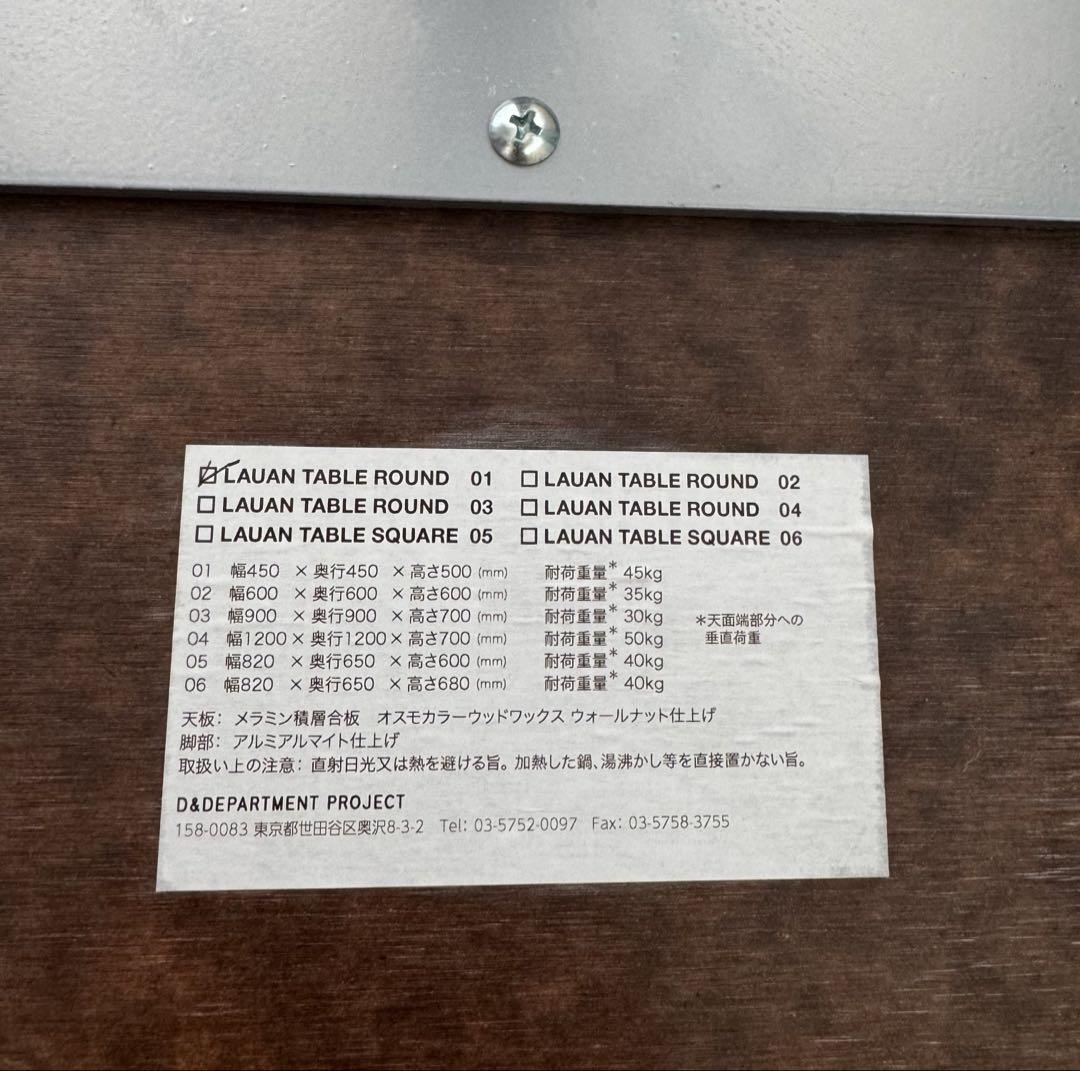 ☑ LAUAN TABLE ROUND 01 □ LAUAN TABLE ROUND 02
□ LAUAN TABLE ROUND 03 □ LAUAN TABLE ROUND 04
□ LAUAN TABLE SQUARE 05 □ LAUAN TABLE SQUARE 06
01 幅450 ×奥行450 ×高さ500 (mm) 耐荷重量* 45kg
02 幅600 ×奥行600 ×高さ600 (mm) 耐荷重量* 35kg
03 幅900 ×奥行900 ×高さ700 (mm) 耐荷重量* 30kg *天面端部分への
04 幅1200×奥行1200×高さ700 (mm) 耐荷重量* 50kg 垂直荷重
05 幅820 ×奥行650 ×高さ600 (mm) 耐荷重量* 40kg
06 幅820 ×奥行650 ×高さ680 (mm) 耐荷重量* 40kg
天板: メラミン積層合板 オスモカラーウッドワックス ウォールナット仕上げ
脚部: アルミアルマイト仕上げ
取扱い上の注意: 直射日光又は熱を避ける旨。加熱した鍋、湯沸かし等を直接置かない旨。
D&DEPARTMENT PROJECT
158-0083 東京都世田谷区奥沢8-3-2 Tel: 03-5752-0097 Fax: 03-5758-3755